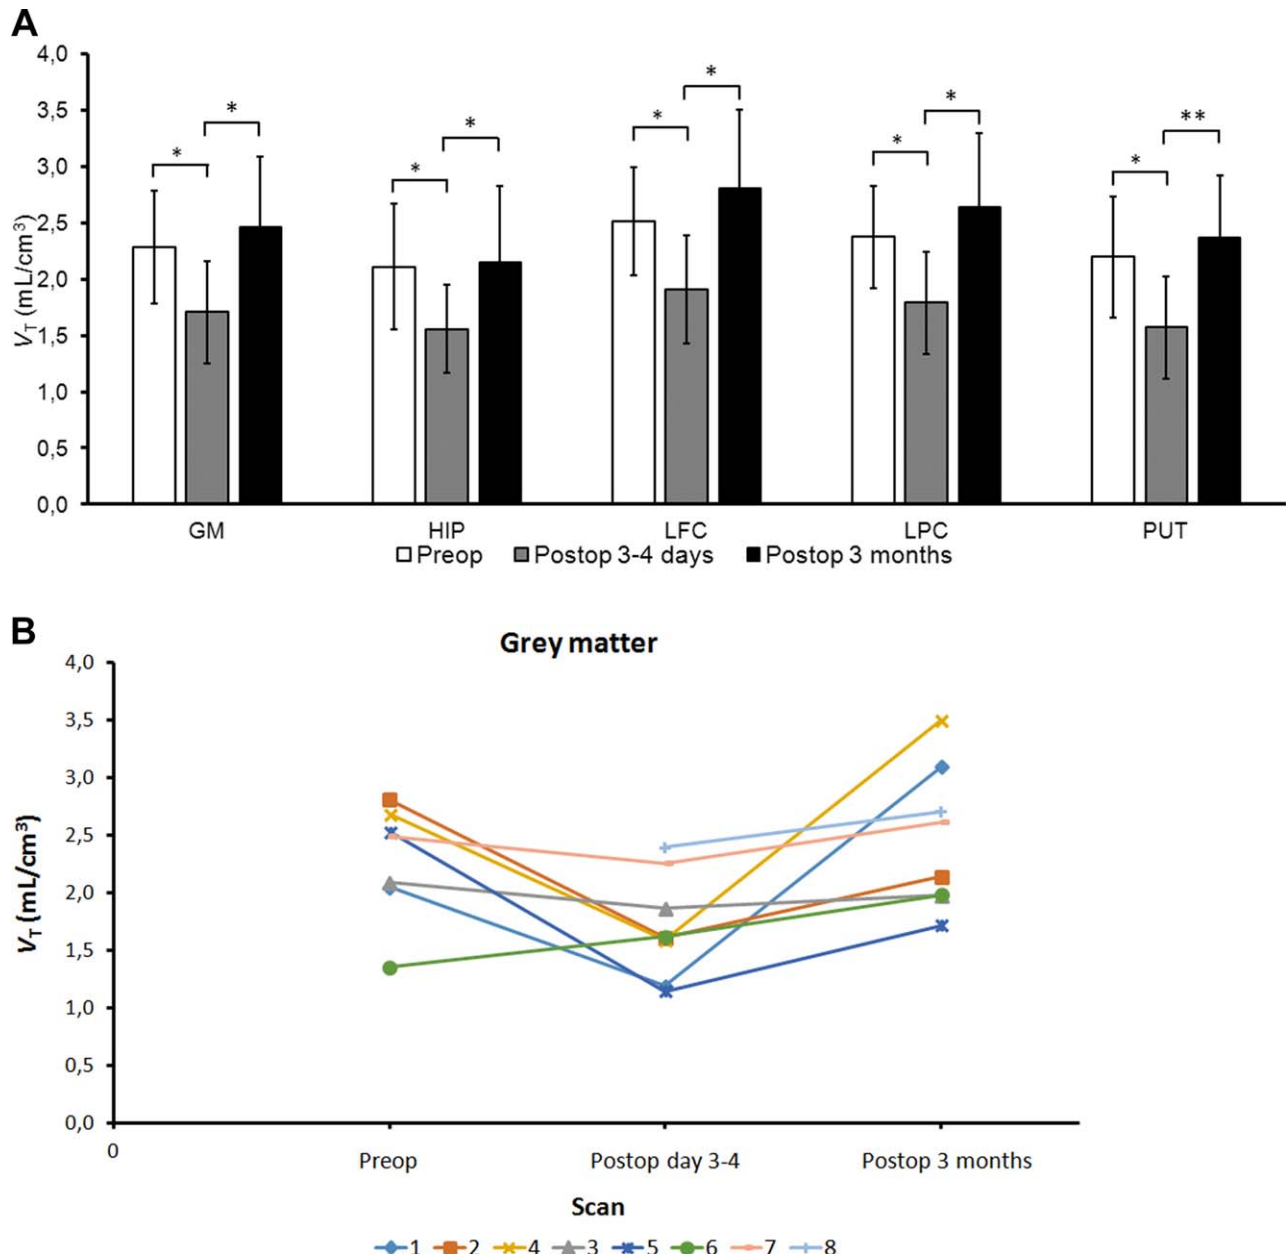 A
4,0
3,5
3,0
2,5
2,0
1,5
1,0
0,5
0,0
VT (mL/cm³)
* * * * * * * * * **
GM HIP LFC LPC PUT
Preop Postop 3-4 days Postop 3 months
B
Grey matter
4,0
3,5
3,0
2,5
2,0
1,5
1,0
0,5
0,0
VT (mL/cm³)
0 Preop Postop day 3-4 Postop 3 months
Scan
1 2 4 3 5 6 7 8